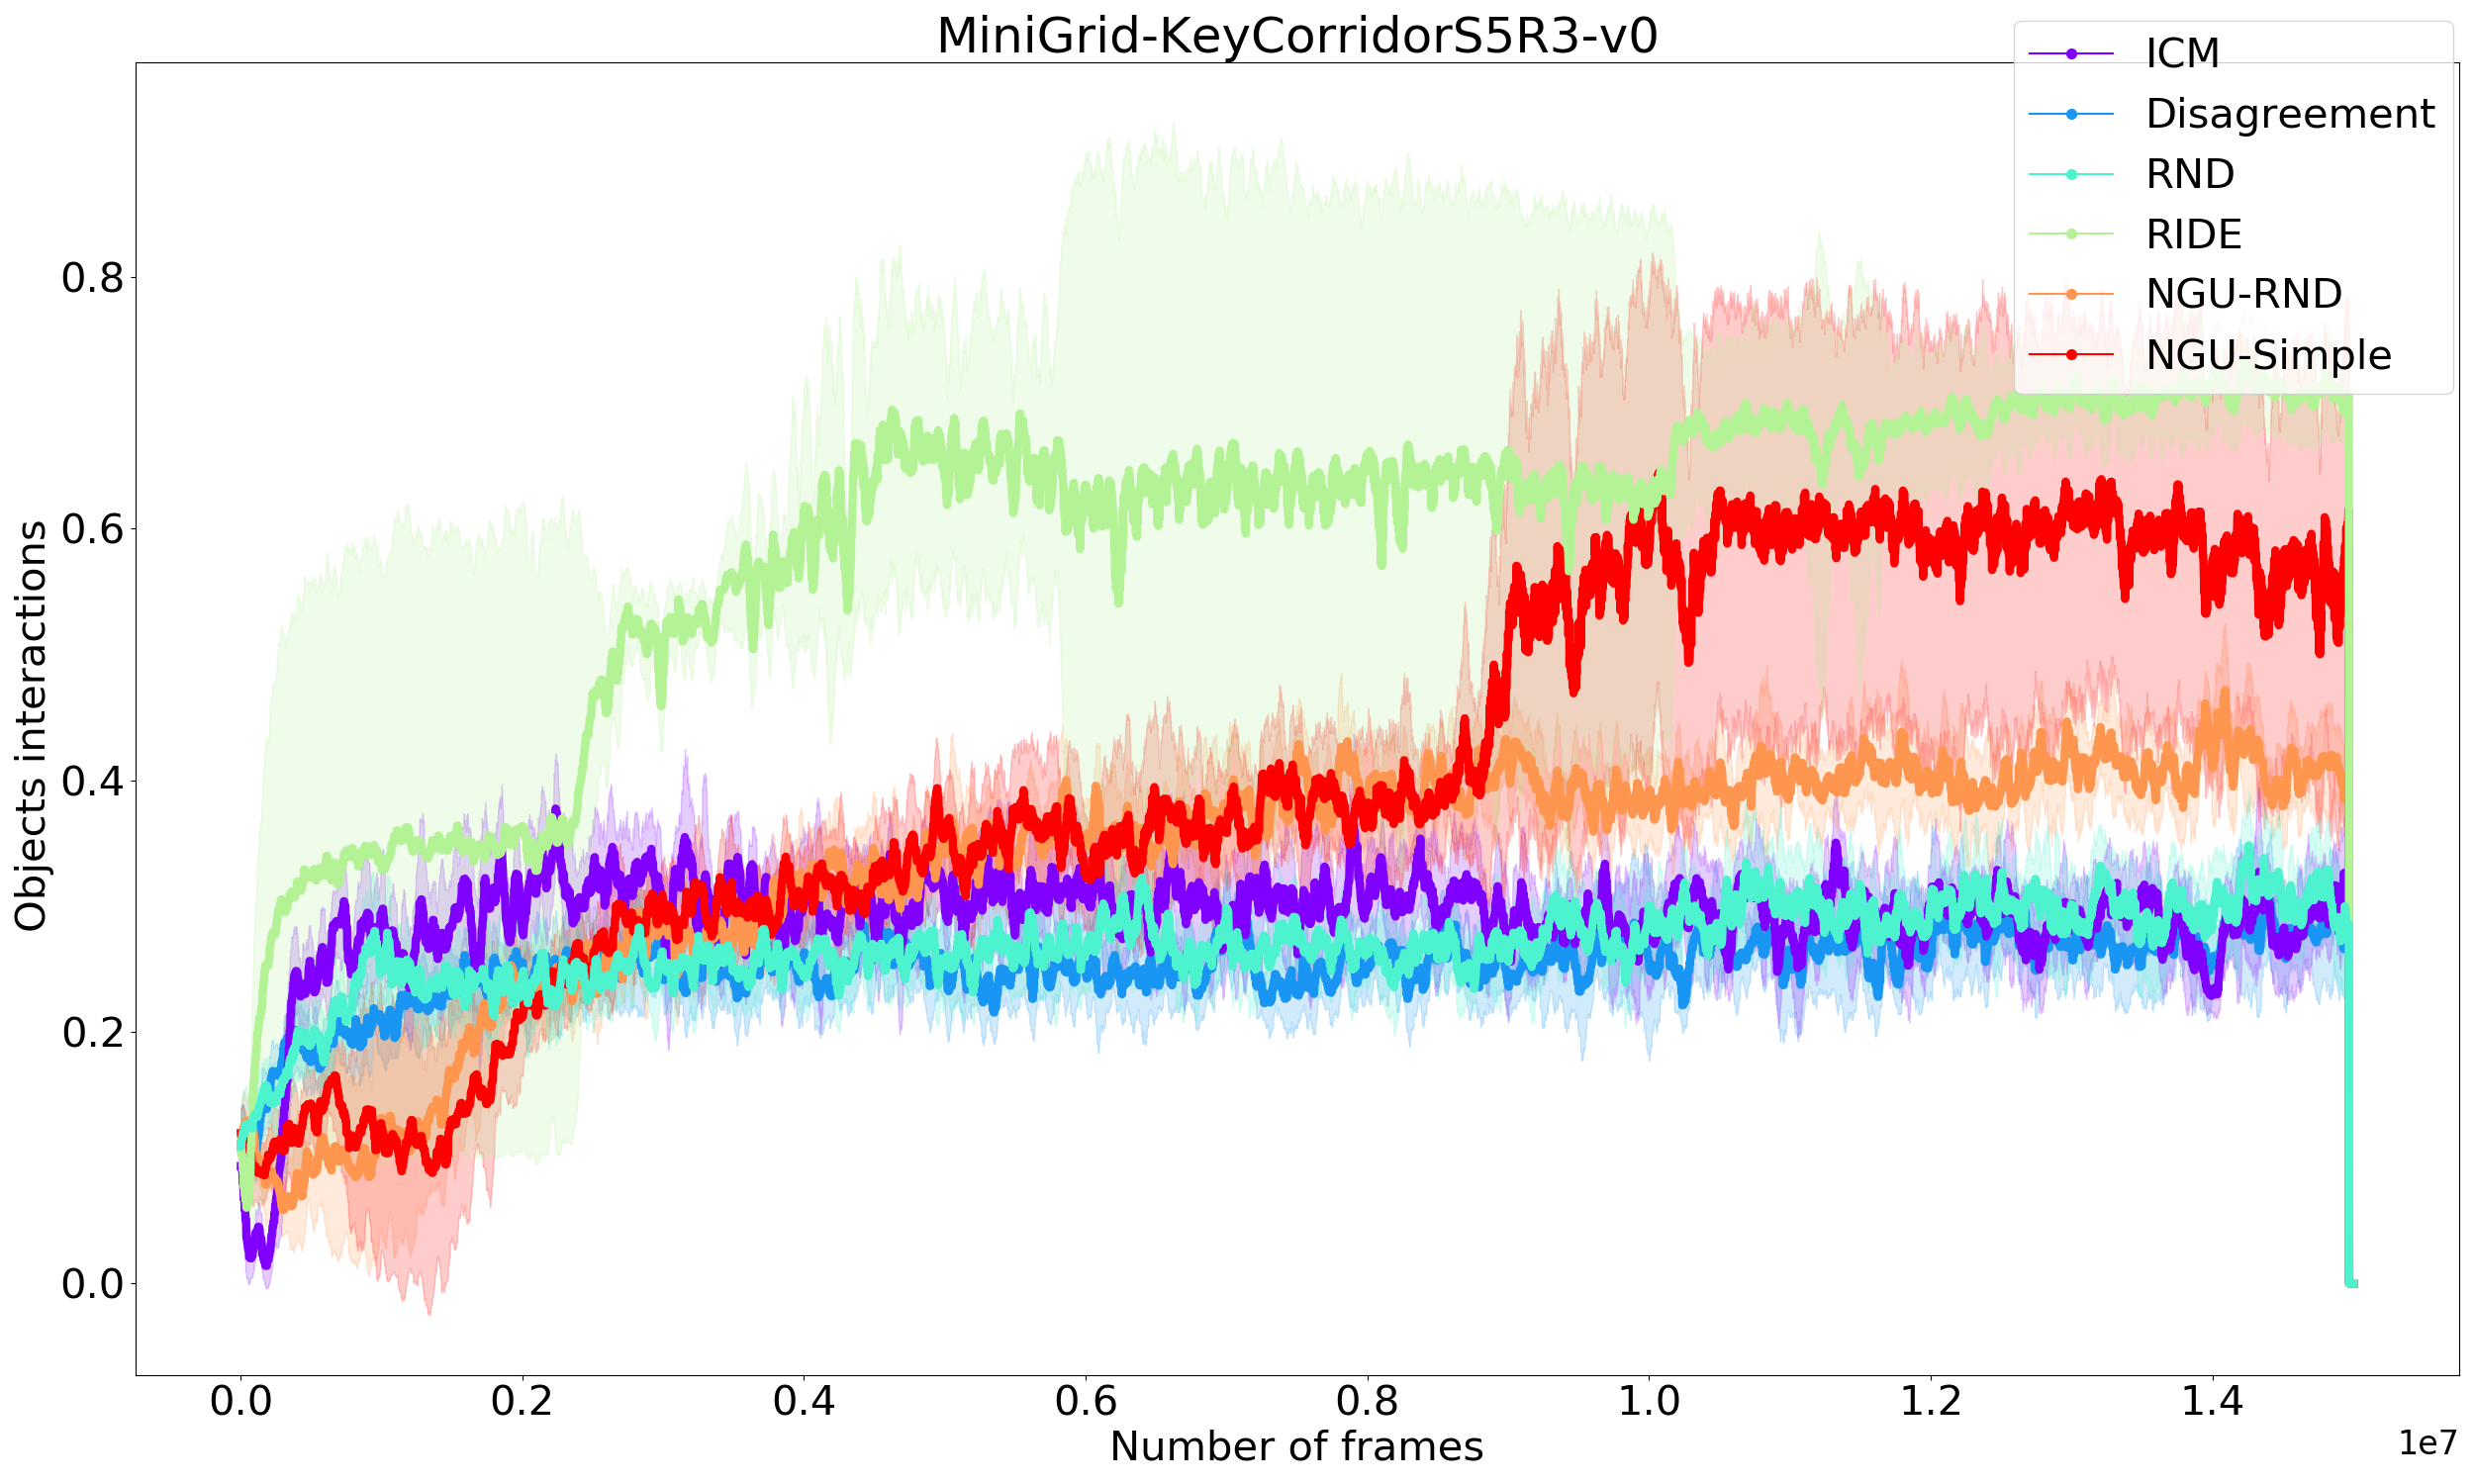 MiniGrid-KeyCorridorS5R3-v0
ICM
Disagreement
RND
RIDE
NGU-RND
NGU-Simple
Objects interactions
0.8
0.6
0.4
0.2
0.0
0.0 0.2 0.4 0.6 0.8 1.0 1.2 1.4
1e7
Number of frames